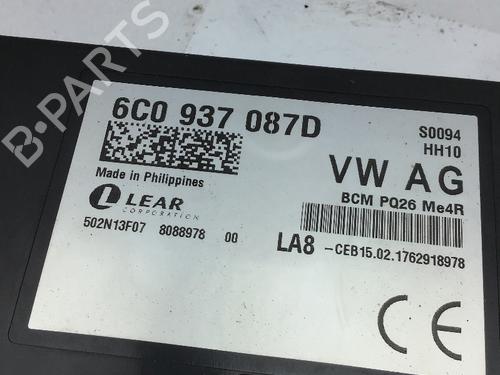 B-PARTS
6C0 937 087D
S0094
HH10
VW AG
Made in Philippines
BCM PQ26 Me4R
LEAR
CORPORATION
502N13F07 8088978 00
LA8 -CEB15.02.1762918978
CE